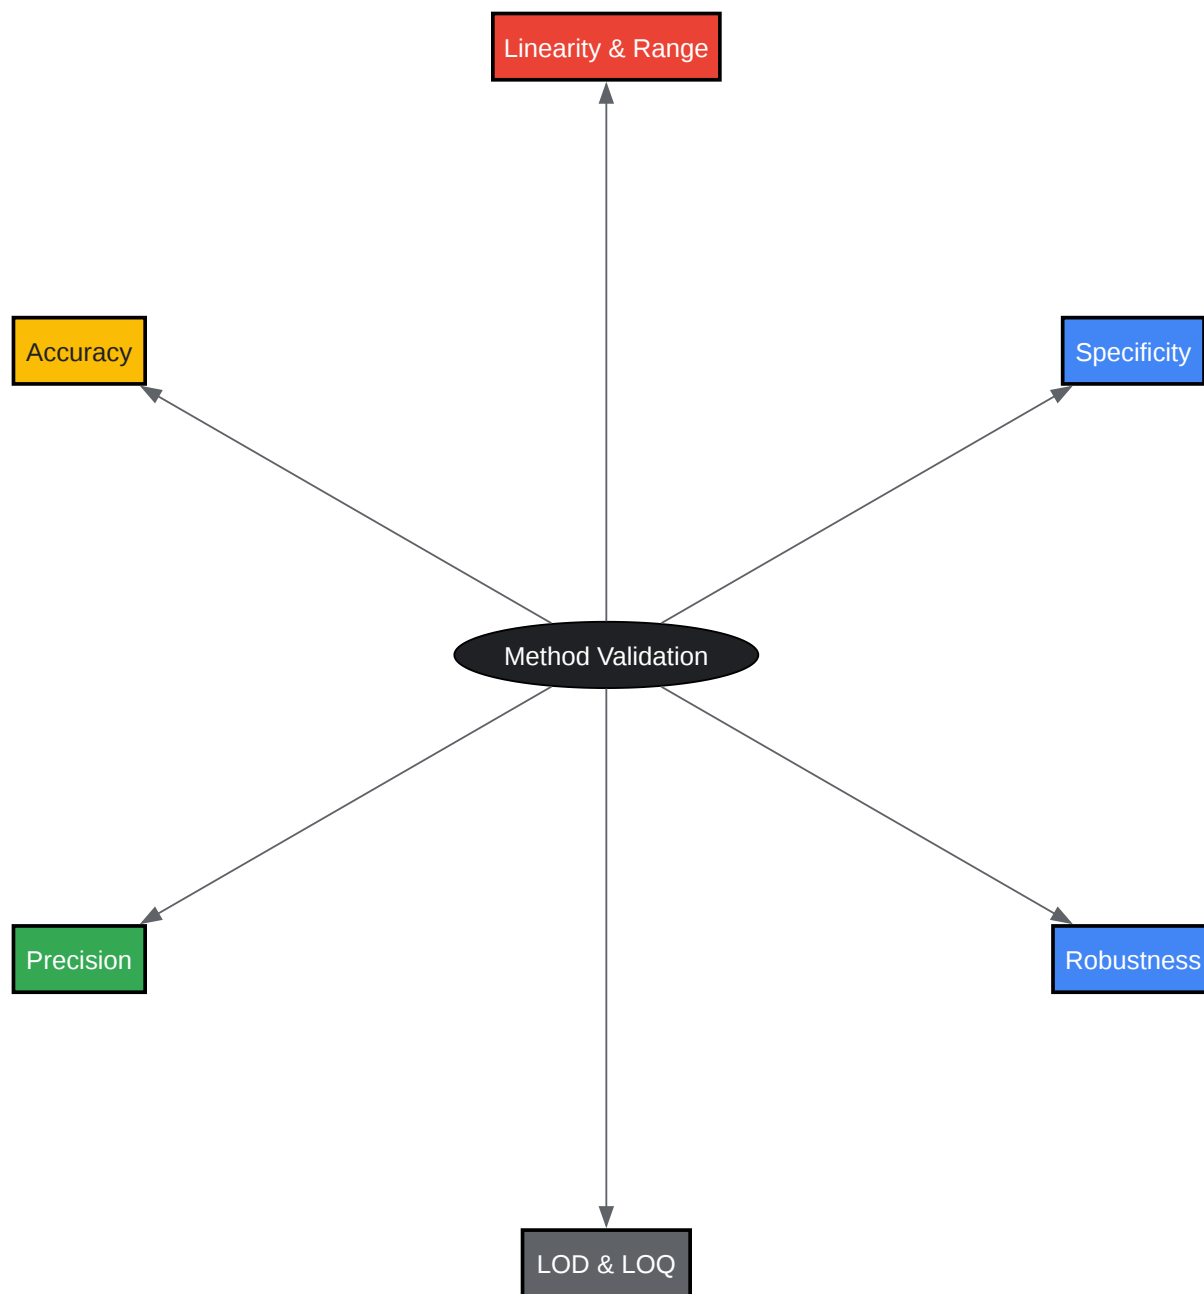 Linearity & Range
Accuracy
Specificity
Method Validation
Precision
Robustness
LOD & LOQ